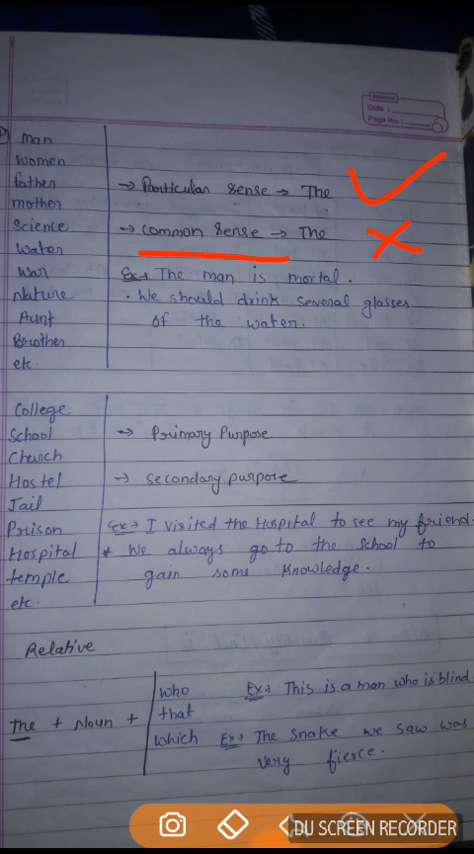 Date :
Page No. :
man
women
father → Particular sense → The
mother
Science → common sense → The
water
war Ex→ The man is mortal.
Nature • We should drink several glasses
Aunt of the water.
Brother
etc
College
School → Primary Purpose
Church
Hostel → secondary purpose
Jail
Prison Ex→ I visited the Hospital to see my friend.
Hospital * We always go to the school to
temple gain some knowledge.
etc.
Relative
who Ex→ This is a man who is blind
The + Noun + that
which Ex→ The snake we saw was
very fierce.
DU SCREEN RECORDER